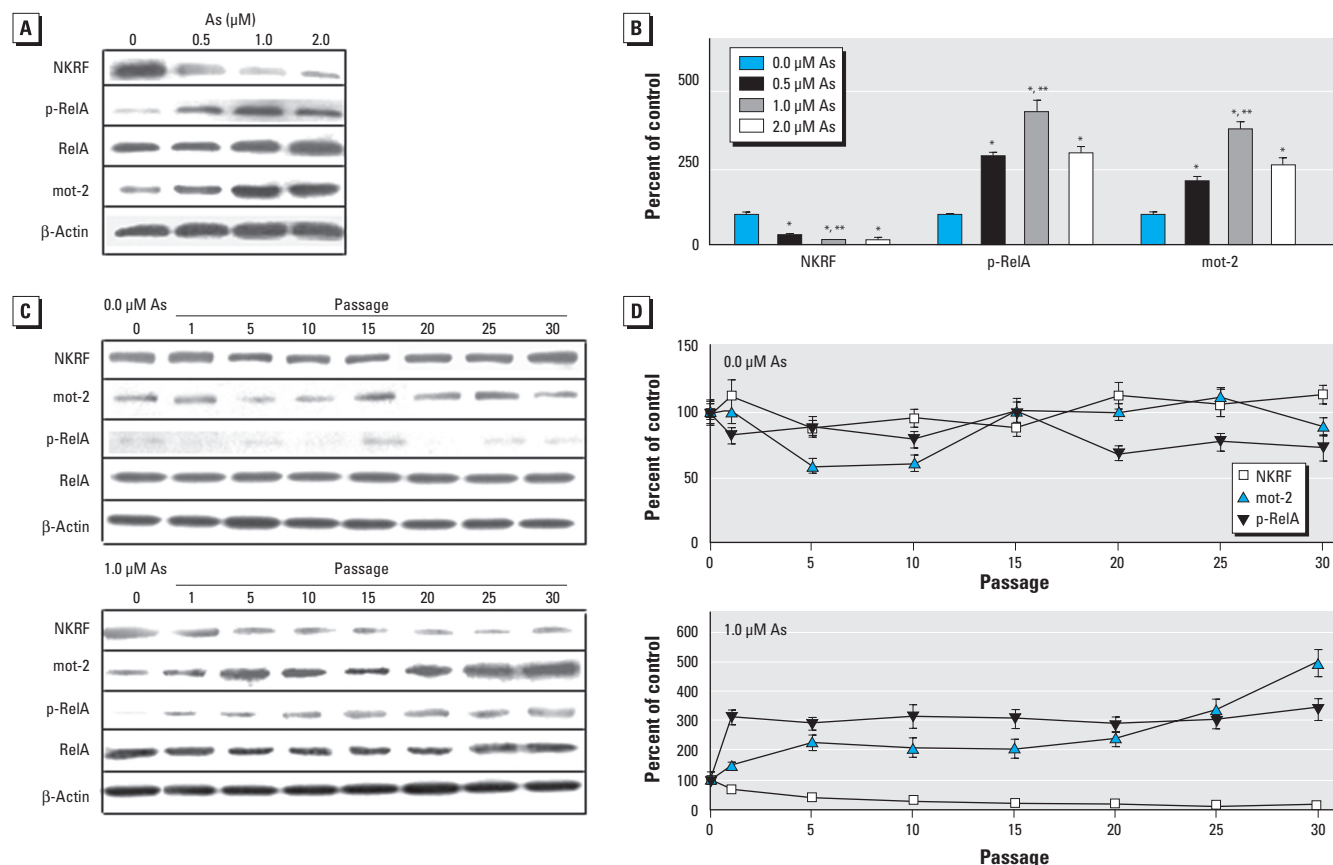 A
As (µM)
0 0.5 1.0 2.0
NKRF
p-RelA
RelA
mot-2
β-Actin
B
Percent of control
500
250
0
0.0 µM As
0.5 µM As
1.0 µM As
2.0 µM As
*
*, **
*
*
*, **
*
*
*, **
*
NKRF p-RelA mot-2
C
0.0 µM As Passage
0 1 5 10 15 20 25 30
NKRF
mot-2
p-RelA
RelA
β-Actin
1.0 µM As Passage
0 1 5 10 15 20 25 30
NKRF
mot-2
p-RelA
RelA
β-Actin
D
Percent of control
150
100
50
0
0.0 µM As
NKRF
mot-2
p-RelA
0 5 10 15 20 25 30
Passage
Percent of control
600
500
400
300
200
100
0
1.0 µM As
0 5 10 15 20 25 30
Passage